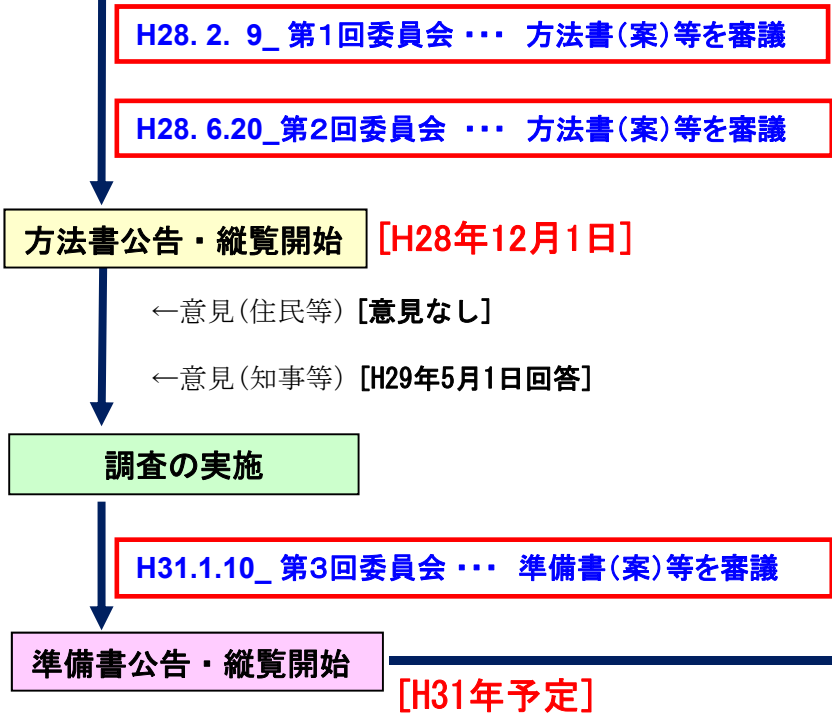 H28. 2. 9_ 第1回委員会 ・・・ 方法書(案)等を審議
H28. 6.20_第2回委員会 ・・・ 方法書(案)等を審議
方法書公告・縦覧開始 [H28年12月1日]
←意見(住民等) [意見なし]
←意見(知事等) [H29年5月1日回答]
調査の実施
H31.1.10_ 第3回委員会 ・・・ 準備書(案)等を審議
準備書公告・縦覧開始
[H31年予定]